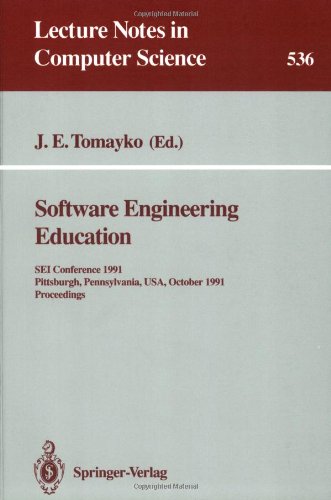 Lecture Notes in
Computer Science
536
J. E. Tomayko (Ed.)
Software Engineering
Education
SEI Conference 1991
Pittsburgh, Pennsylvania, USA, October 1991
Proceedings
Springer-Verlag